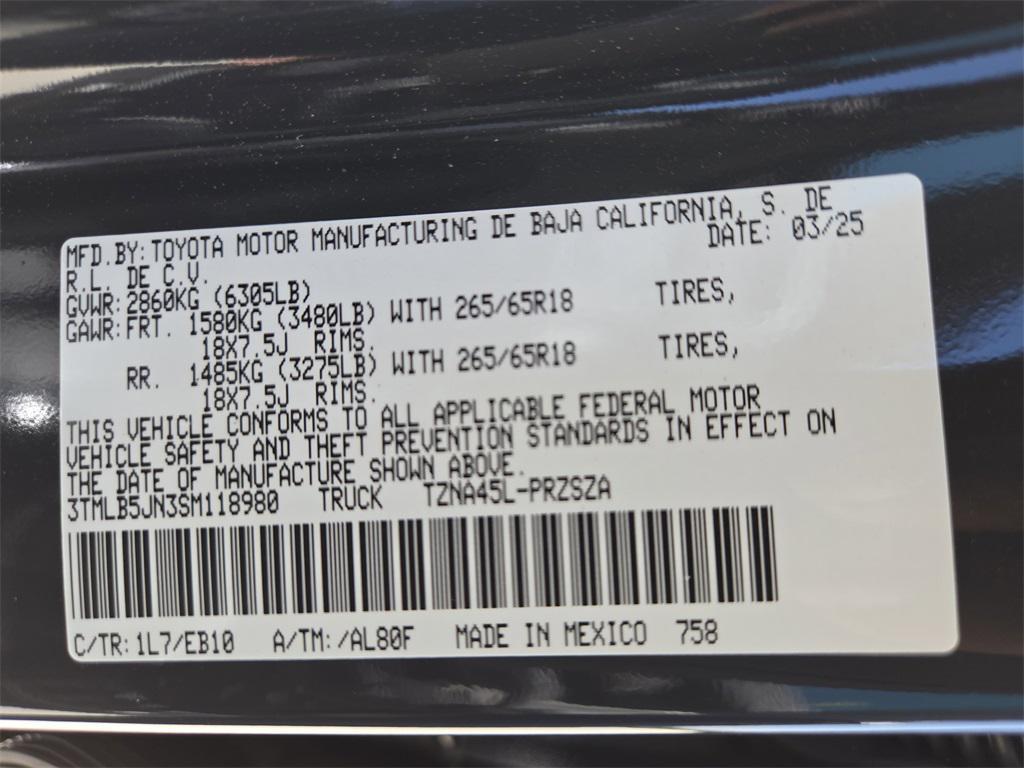 MFD.BY: TOYOTA MOTOR MANUFACTURING DE BAJA CALIFORNIA, S. DE
R.L. DE C.V. DATE: 03/25
GVWR: 2860KG (6305LB)
GAWR: FRT. 1580KG (3480LB) WITH 265/65R18 TIRES,
18X7.5J RIMS.
RR. 1485KG (3275LB) WITH 265/65R18 TIRES,
18X7.5J RIMS.
THIS VEHICLE CONFORMS TO ALL APPLICABLE FEDERAL MOTOR
VEHICLE SAFETY AND THEFT PREVENTION STANDARDS IN EFFECT ON
THE DATE OF MANUFACTURE SHOWN ABOVE.
3TMLB5JN3SM118980 TRUCK TZNA45L-PRZSZA
C/TR: 1L7/EB10 A/TM: /AL80F MADE IN MEXICO 758